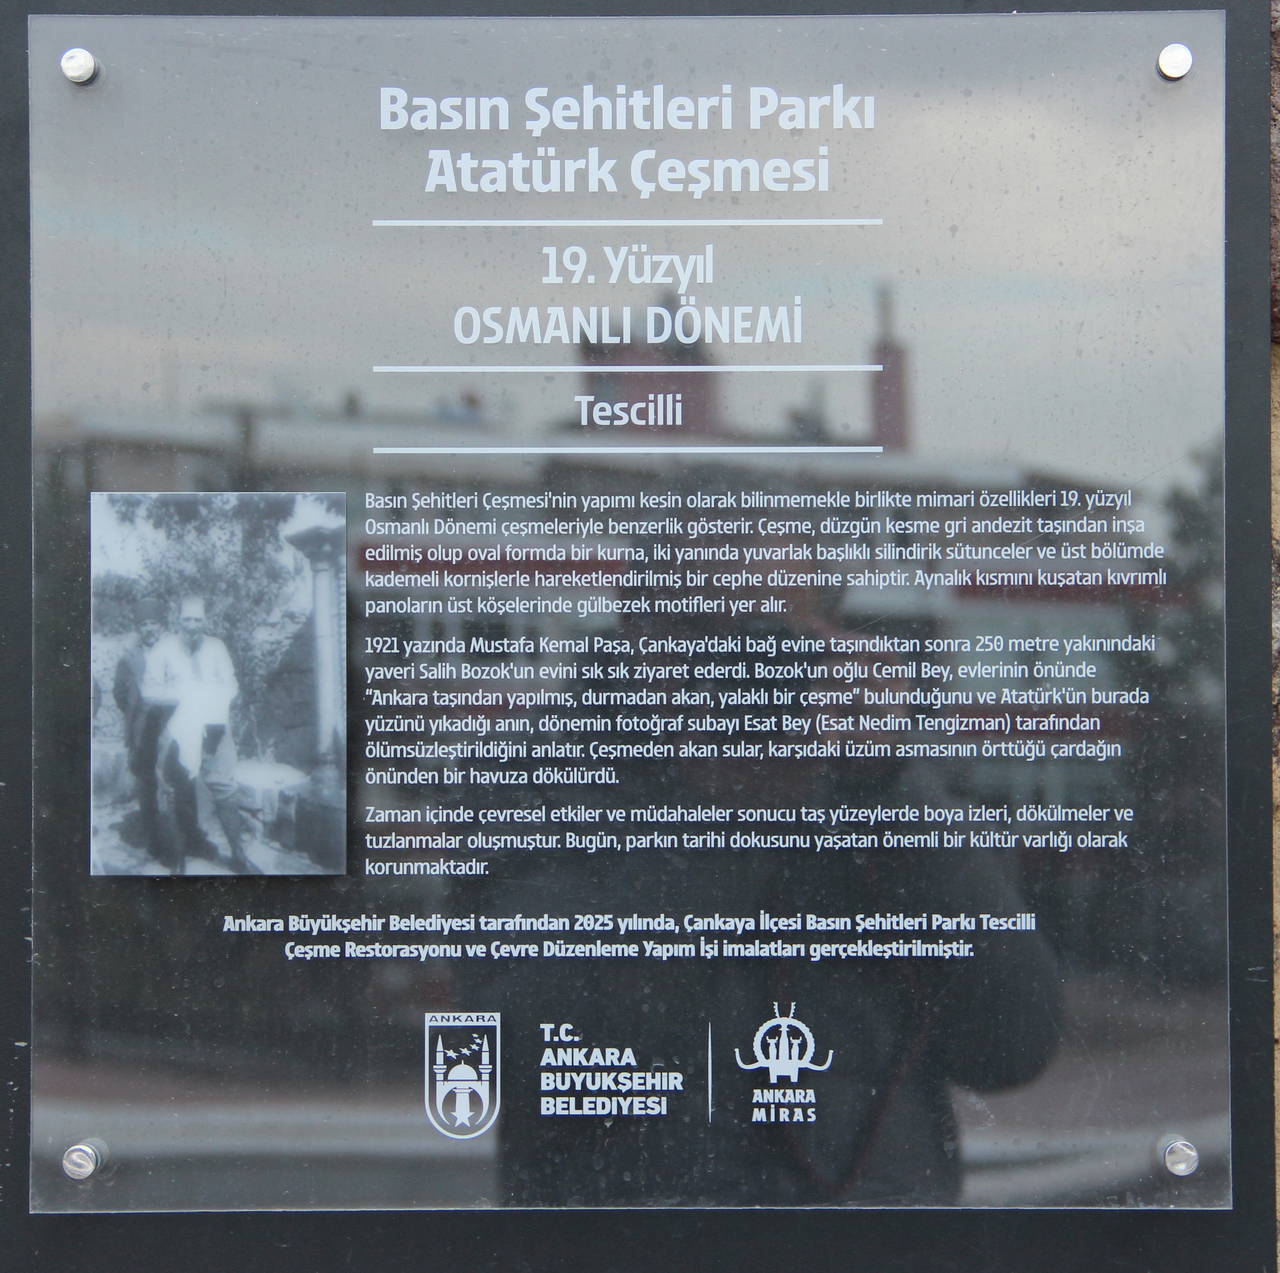 Basın Şehitleri Parkı
Atatürk Çeşmesi
19. Yüzyıl
OSMANLI DÖNEMİ
Tescilli
Basın Şehitleri Çeşmesi'nin yapımı kesin olarak bilinmemekle birlikte mimari özellikleri 19. yüzyıl
Osmanlı Dönemi çeşmeleriyle benzerlik gösterir. Çeşme, düzgün kesme gri andezit taşından inşa
edilmiş olup oval formda bir kurna, iki yanında yuvarlak başlıklı silindirik sütunceler ve üst bölümde
kademeli kornişlerle hareketlendirilmiş bir cephe düzenine sahiptir. Aynalık kısmını kuşatan kıvrımlı
panoların üst köşelerinde gülbezek motifleri yer alır.
1921 yazında Mustafa Kemal Paşa, Çankaya'daki bağ evine taşındıktan sonra 250 metre yakınındaki
yaveri Salih Bozok'un evini sık sık ziyaret ederdi. Bozok'un oğlu Cemil Bey, evlerinin önünde
"Ankara taşından yapılmış, durmadan akan, yalaklı bir çeşme" bulunduğunu ve Atatürk'ün burada
yüzünü yıkadığı anın, dönemin fotoğraf subayı Esat Bey (Esat Nedim Tengizman) tarafından
ölümsüzleştirildiğini anlatır. Çeşmeden akan sular, karşıdaki üzüm asmasının örttüğü çardağın
önünden bir havuza dökülürdü.
Zaman içinde çevresel etkiler ve müdahaleler sonucu taş yüzeylerde boya izleri, dökülmeler ve
tuzlanmalar oluşmuştur. Bugün, parkın tarihi dokusunu yaşatan önemli bir kültür varlığı olarak
korunmaktadır.
Ankara Büyükşehir Belediyesi tarafından 2025 yılında, Çankaya İlçesi Basın Şehitleri Parkı Tescilli
Çeşme Restorasyonu ve Çevre Düzenleme Yapım İşi imalatları gerçekleştirilmiştir.
ANKARA
T.C.
ANKARA
BÜYÜKŞEHİR
BELEDİYESİ
ANKARA
MİRAS